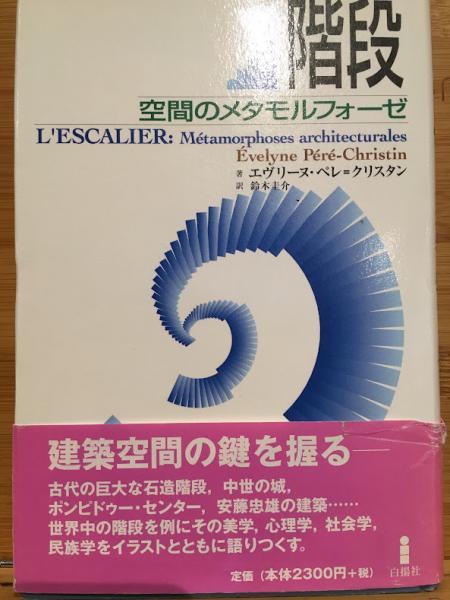 階段
空間のメタモルフォーゼ
L'ESCALIER: Métamorphoses architecturales
Évelyne Péré-Christin
著 エヴリーヌ・ペレ=クリスタン
訳 鈴木圭介
建築空間の鍵を握る―
古代の巨大な石造階段，中世の城，
ポンピドゥー・センター，安藤忠雄の建築……
世界中の階段を例にその美学，心理学，社会学，
民族学をイラストとともに語りつくす。
定価（本体2300円+税）
白揚社